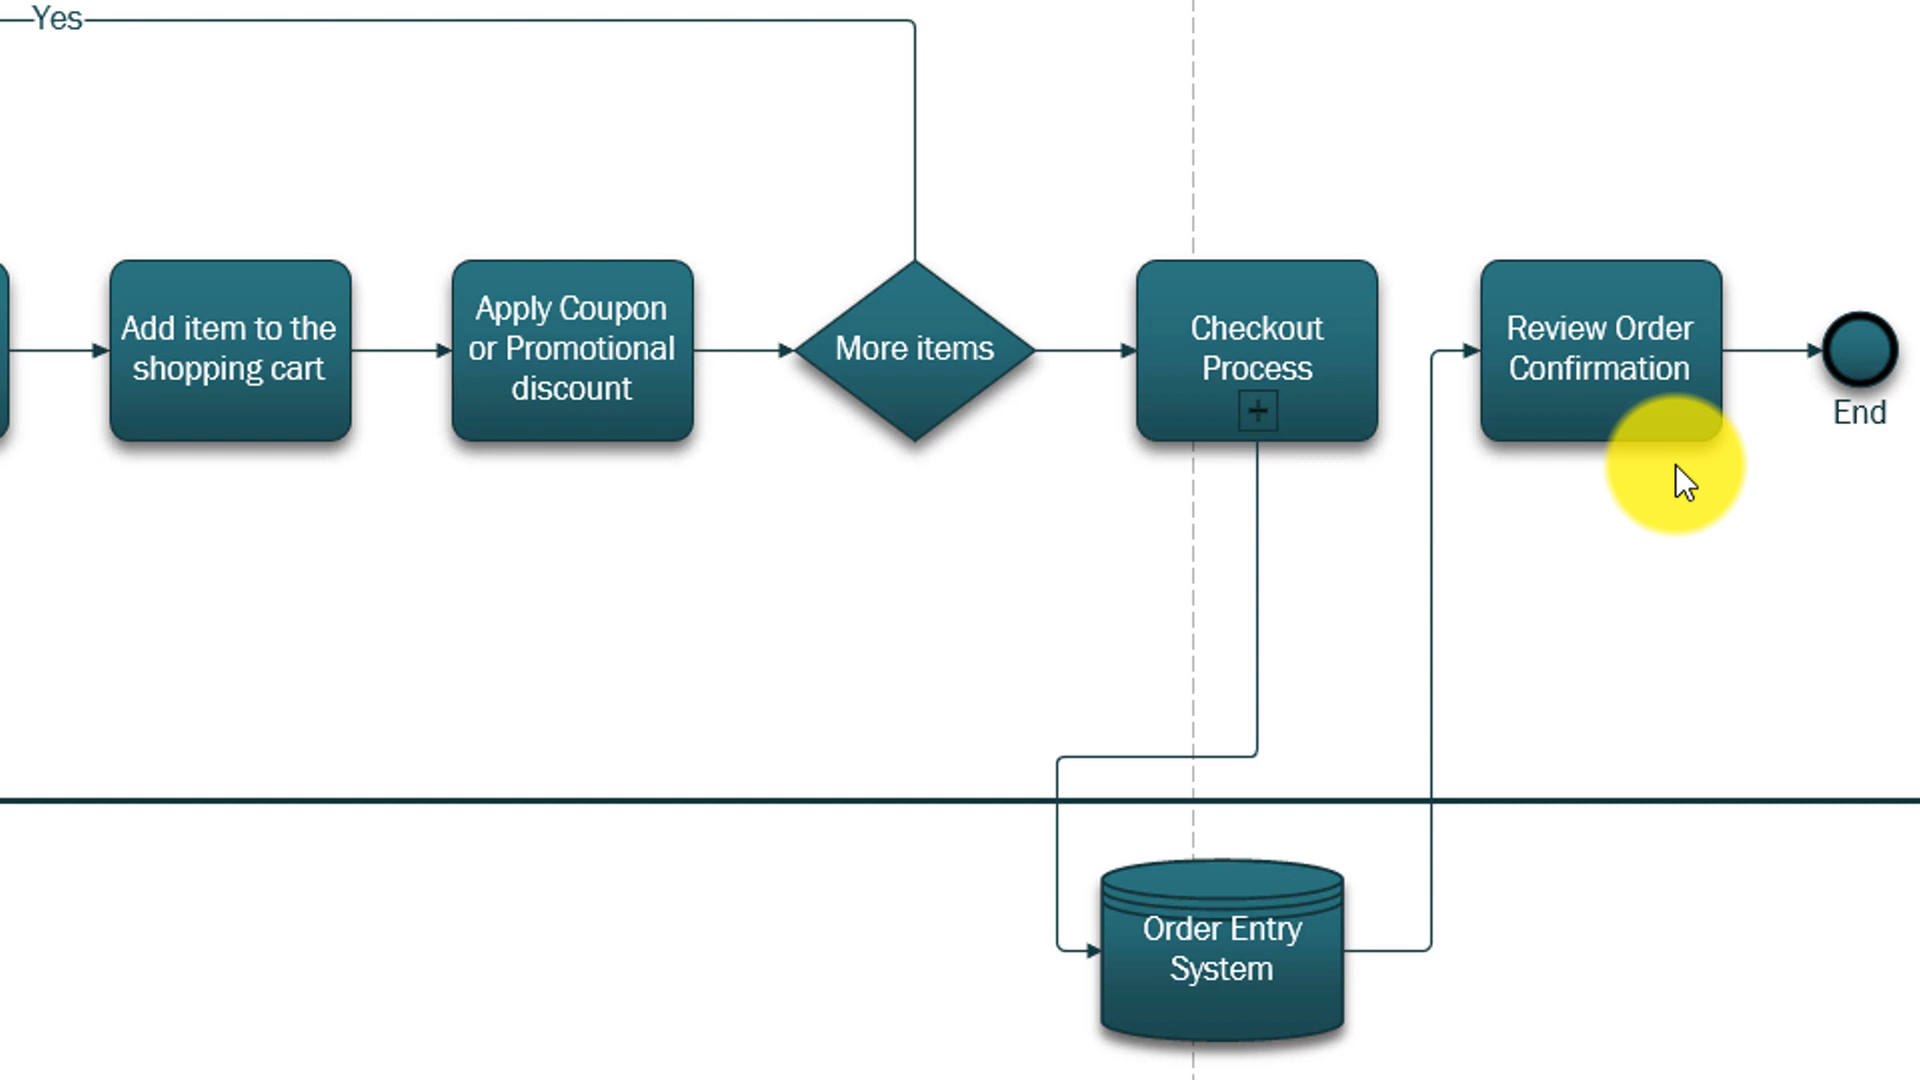 Yes
Add item to the
shopping cart
Apply Coupon
or Promotional
discount
More items
Checkout
Process
Review Order
Confirmation
End
Order Entry
System